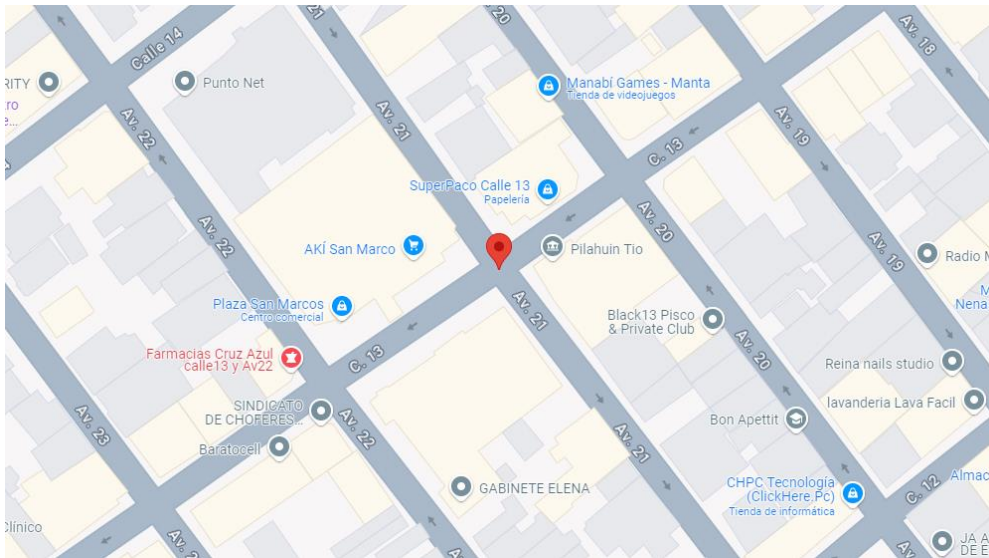 21
20
Av. 18
Calle 14
RITY
Punto Net
Manabí Games - Manta
Tienda de videojuegos
Av. 21
Av. 22
Av. 19
C. 13
SuperPaco Calle 13
Papelería
AKÍ San Marco
Pilahuin Tio
Av. 20
Av. 22
Av. 19
Radio
Plaza San Marcos
Centro comercial
Av. 21
Black13 Pisco
& Private Club
Nena
Farmacias Cruz Azul
calle13 y Av22
C. 13
Av. 20
Reina nails studio
SINDICATO
DE CHOFERES...
lavanderia Lava Facil
Av. 23
Av. 22
Bon Apettit
Baratocell
Av. 21
GABINETE ELENA
CHPC Tecnología
(ClickHere.Pc)
Tienda de informática
C. 12
Almac
Clínico
JA A
DE E